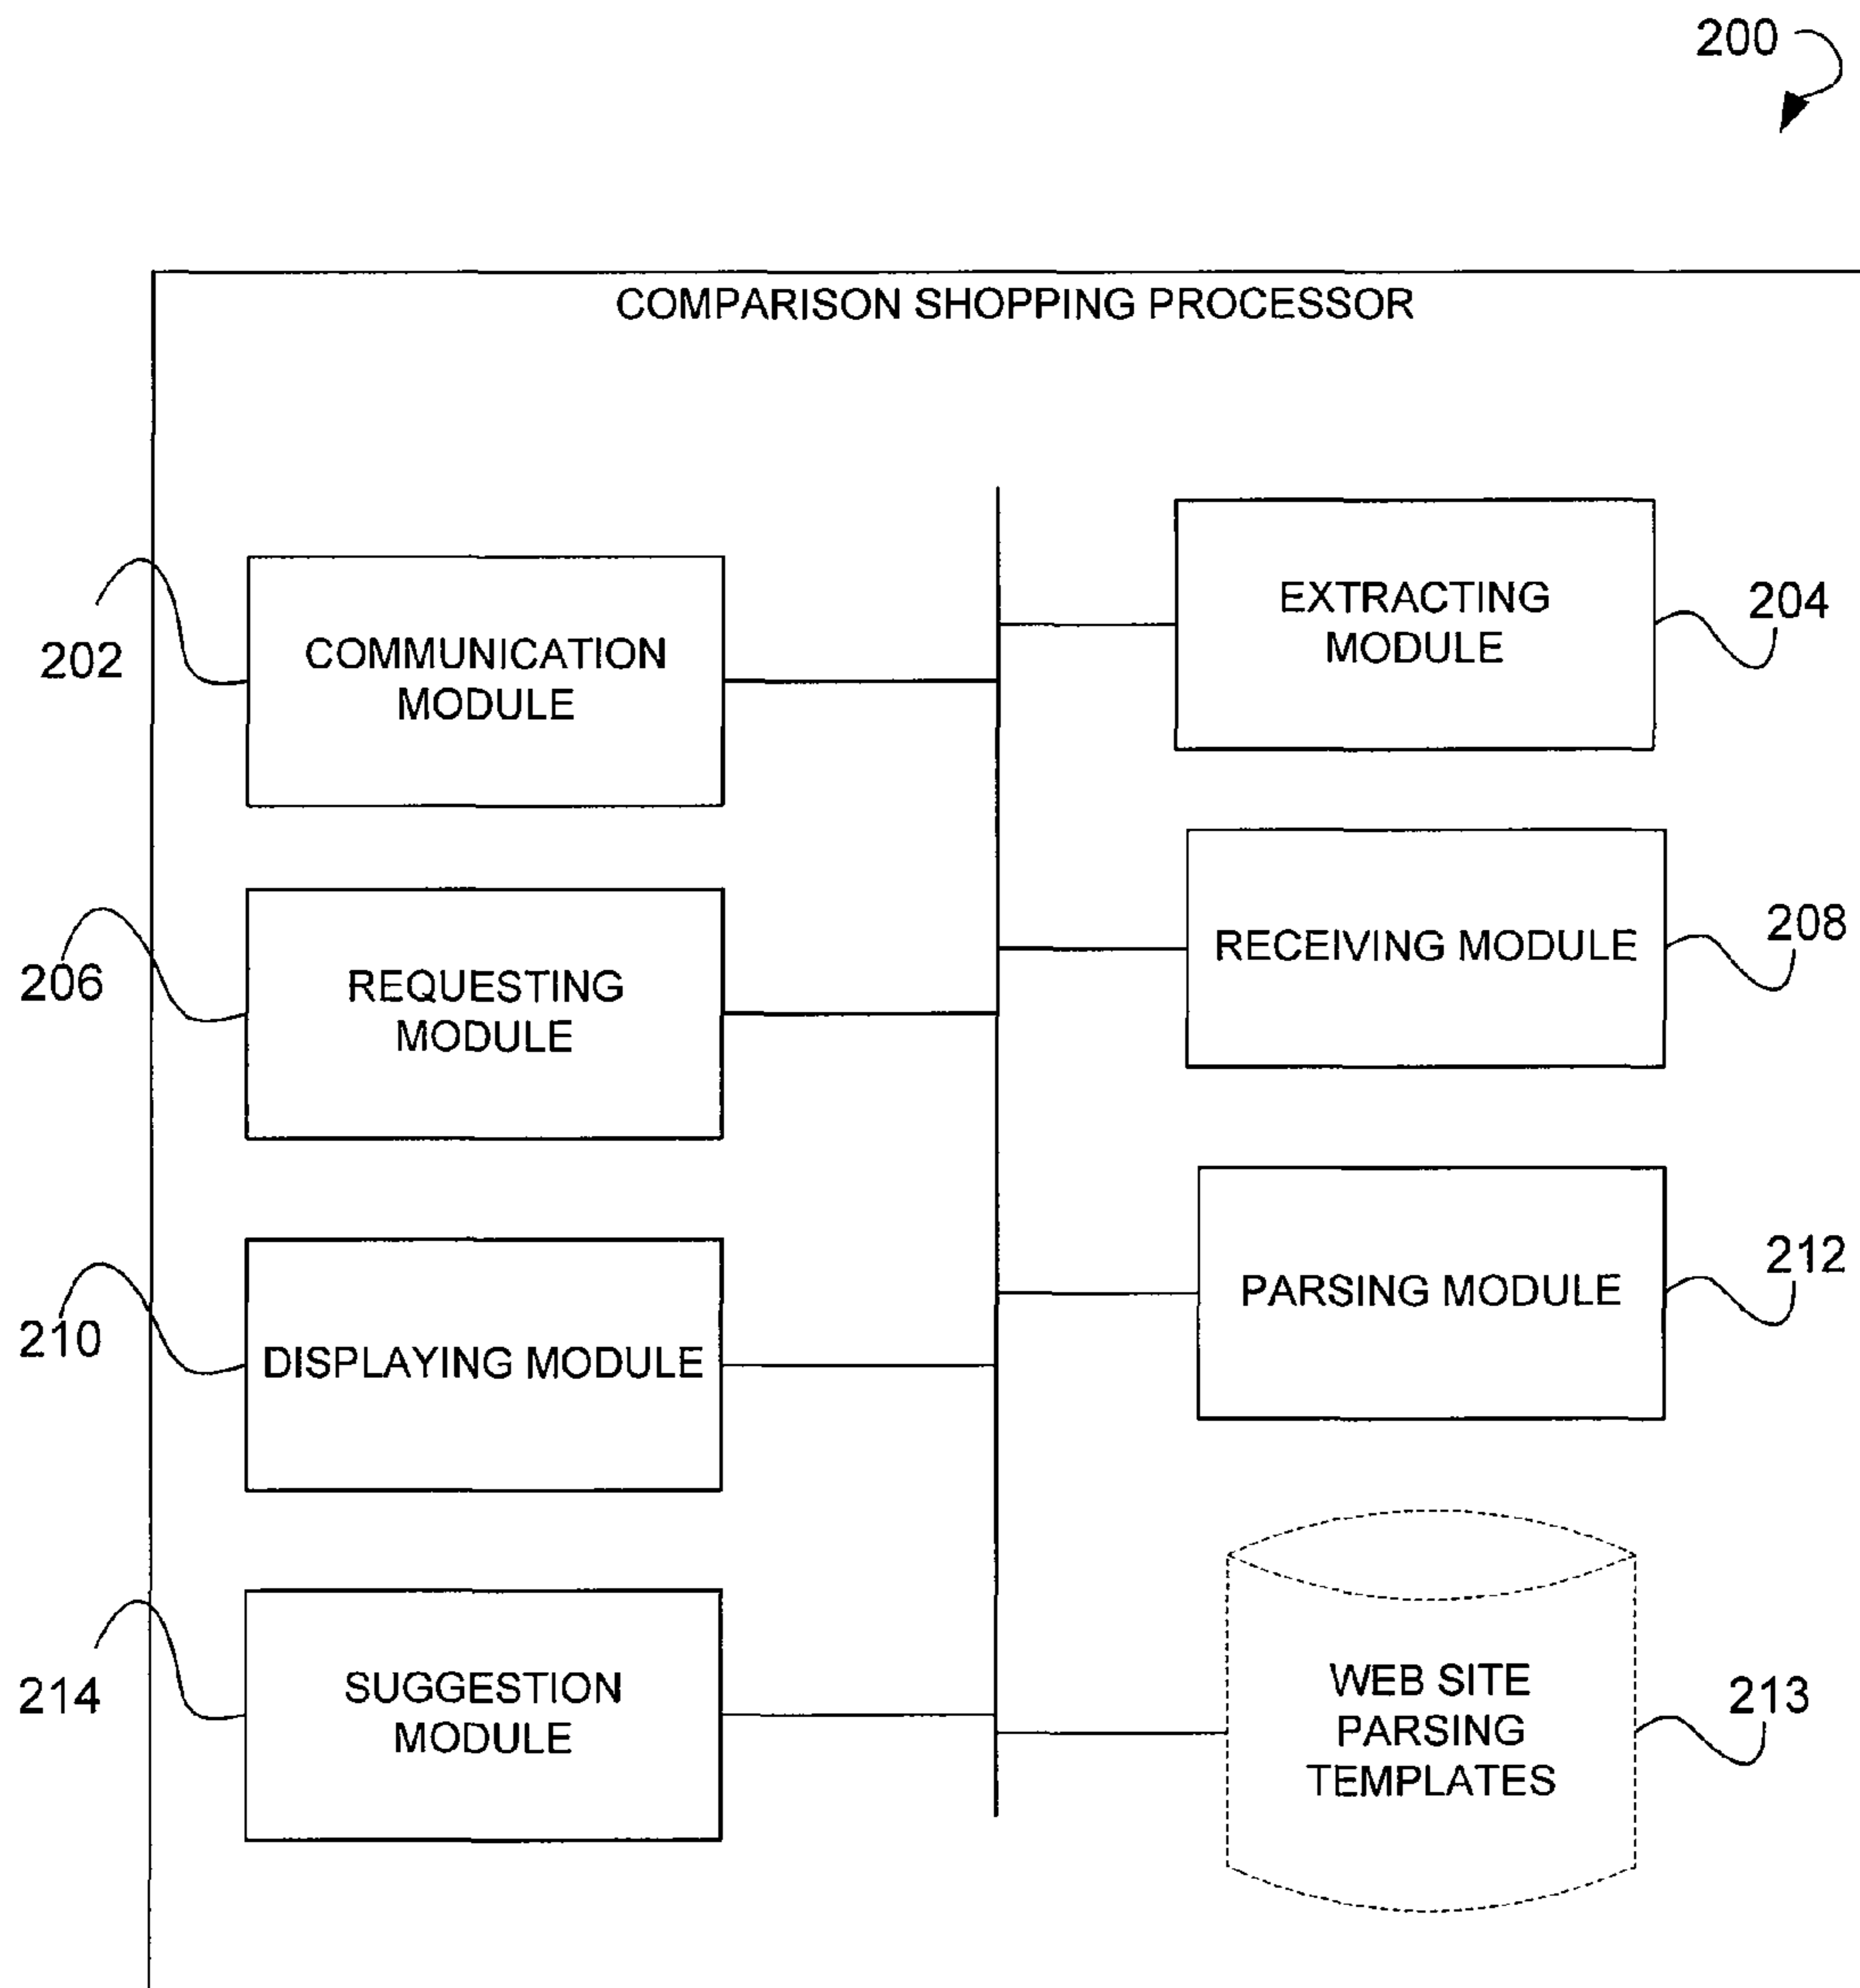 200
COMPARISON SHOPPING PROCESSOR
202
COMMUNICATION
MODULE
EXTRACTING
MODULE
204
206
REQUESTING
MODULE
RECEIVING MODULE
208
210
DISPLAYING MODULE
PARSING MODULE
212
214
SUGGESTION
MODULE
WEB SITE
PARSING
TEMPLATES
213